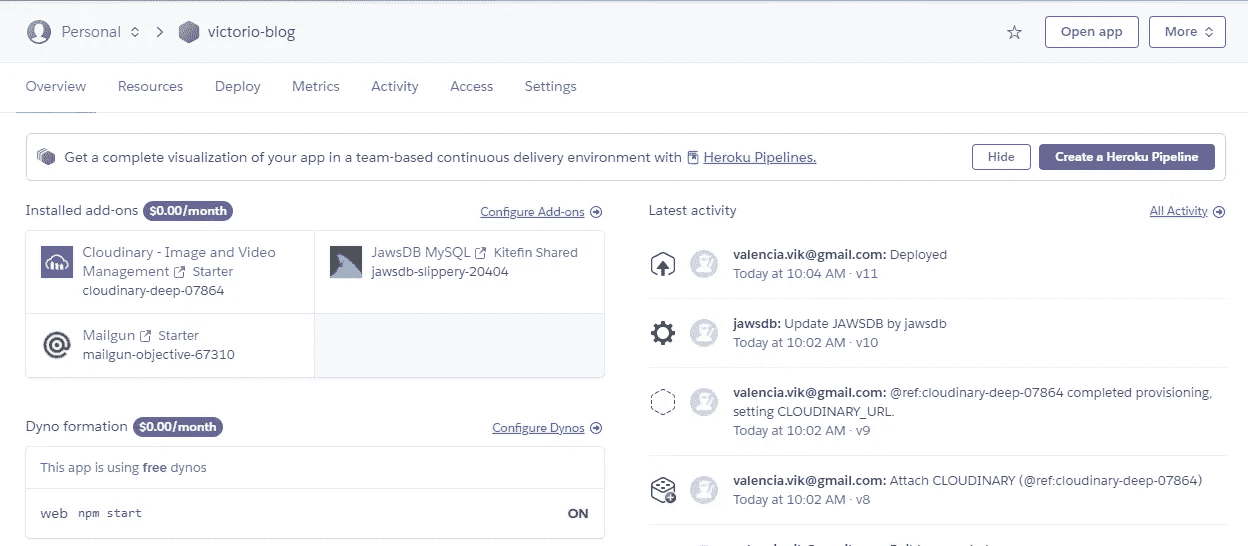 Personal victorio-blog
Open app More
Overview Resources Deploy Metrics Activity Access Settings
Get a complete visualization of your app in a team-based continuous delivery environment with Heroku Pipelines.
Hide Create a Heroku Pipeline
Installed add-ons $0.00/month Configure Add-ons
Cloudinary - Image and Video
Management Starter
cloudinary-deep-07864
JawsDB MySQL Kitefin Shared
jawsdb-slippery-20404
Mailgun Starter
mailgun-objective-67310
Dyno formation $0.00/month Configure Dynos
This app is using free dynos
web npm start ON
Latest activity All Activity
valencia.vik@gmail.com: Deployed
Today at 10:04 AM · v11
jawsdb: Update JAWSDB by jawsdb
Today at 10:02 AM · v10
valencia.vik@gmail.com: @ref:cloudinary-deep-07864 completed provisioning,
setting CLOUDINARY_URL.
Today at 10:02 AM · v9
valencia.vik@gmail.com: Attach CLOUDINARY (@ref:cloudinary-deep-07864)
Today at 10:02 AM · v8